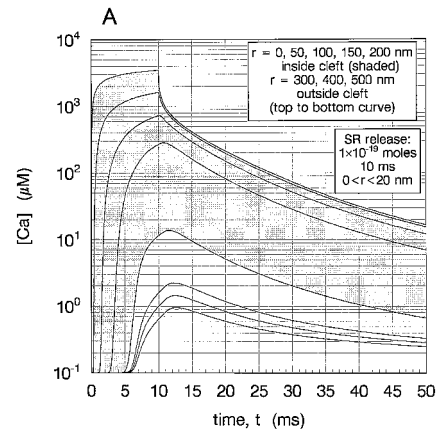 A
[Ca] (μM)
10⁴
10³
10²
10¹
10⁰
10⁻¹
r = 0, 50, 100, 150, 200 nm
inside cleft (shaded)
r = 300, 400, 500 nm
outside cleft
(top to bottom curve)
SR release:
1×10⁻¹⁹ moles
10 ms
0<r<20 nm
0 5 10 15 20 25 30 35 40 45 50
time, t (ms)